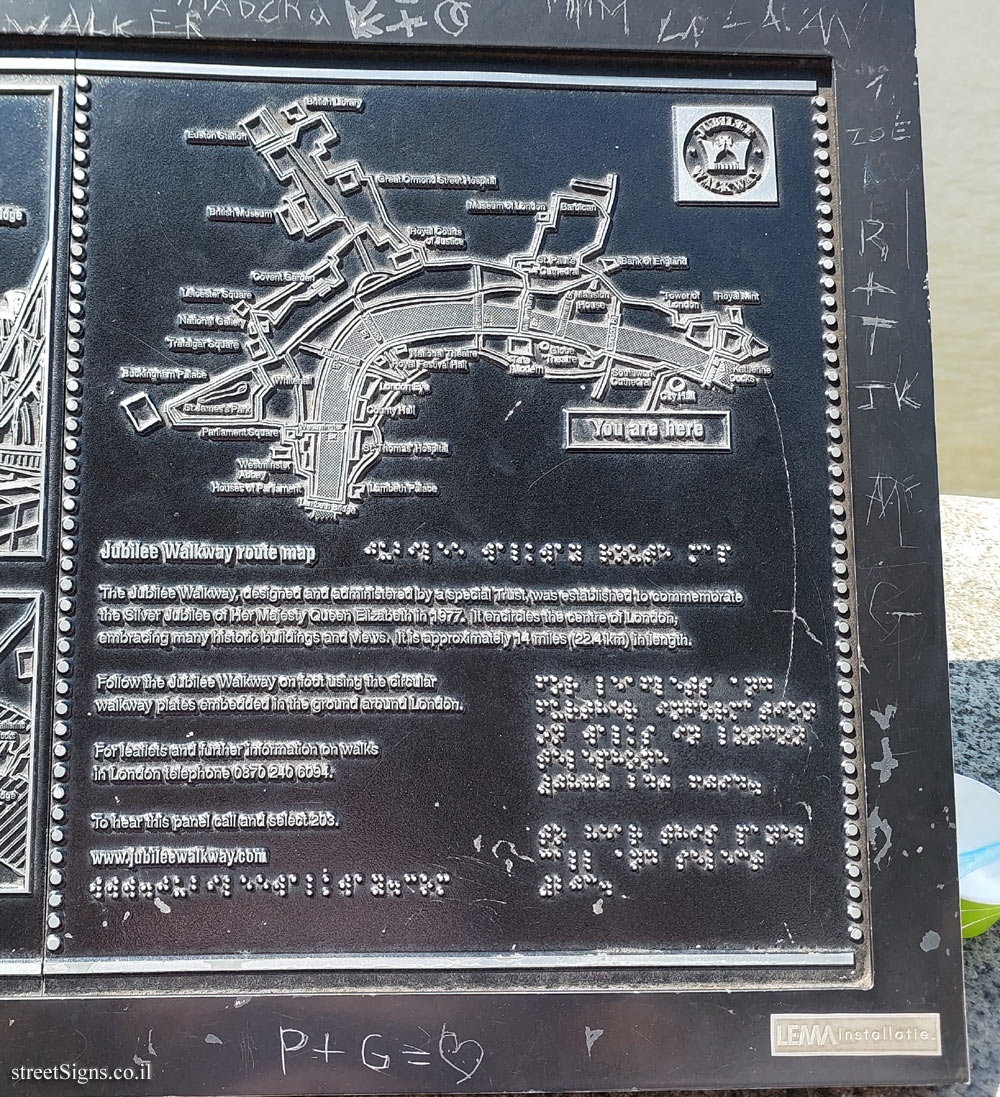 WALKER
K+O
British Library
Euston Station
Great Ormond Street Hospital
British Museum
Museum of London
Barbican
Royal Courts
of Justice
St. Paul's
Cathedral
Bank of England
Covent Garden
Leicester Square
Mansion
House
Tower of
London
Royal Mint
National Gallery
Trafalgar Square
National Theatre
Royal Festival Hall
Tate
Modern
Globe
Theatre
Buckingham Palace
Whitehall
London Eye
Southwark
Cathedral
St. Katherine
Docks
City Hall
St. James's Park
County Hall
Parliament Square
You are here
St. Thomas' Hospital
Westminster
Abbey
Houses of Parliament
Lambeth Palace
Lambeth Bridge
JUBILEE
WALKWAY
Jubilee Walkway route map
The Jubilee Walkway, designed and administered by a special Trust, was established to commemorate
the Silver Jubilee of Her Majesty Queen Elizabeth in 1977. It encircles the centre of London,
embracing many historic buildings and views. It is approximately 14 miles (22.4 km) in length.
Follow the Jubilee Walkway on foot using the circular
walkway plates embedded in the ground around London.
For leaflets and further information on walks
in London telephone 0870 240 6094.
To hear this panel call and select 203.
www.jubileewalkway.com
ZOE
P+G=♡
LEMA Installatie.
streetSigns.co.il